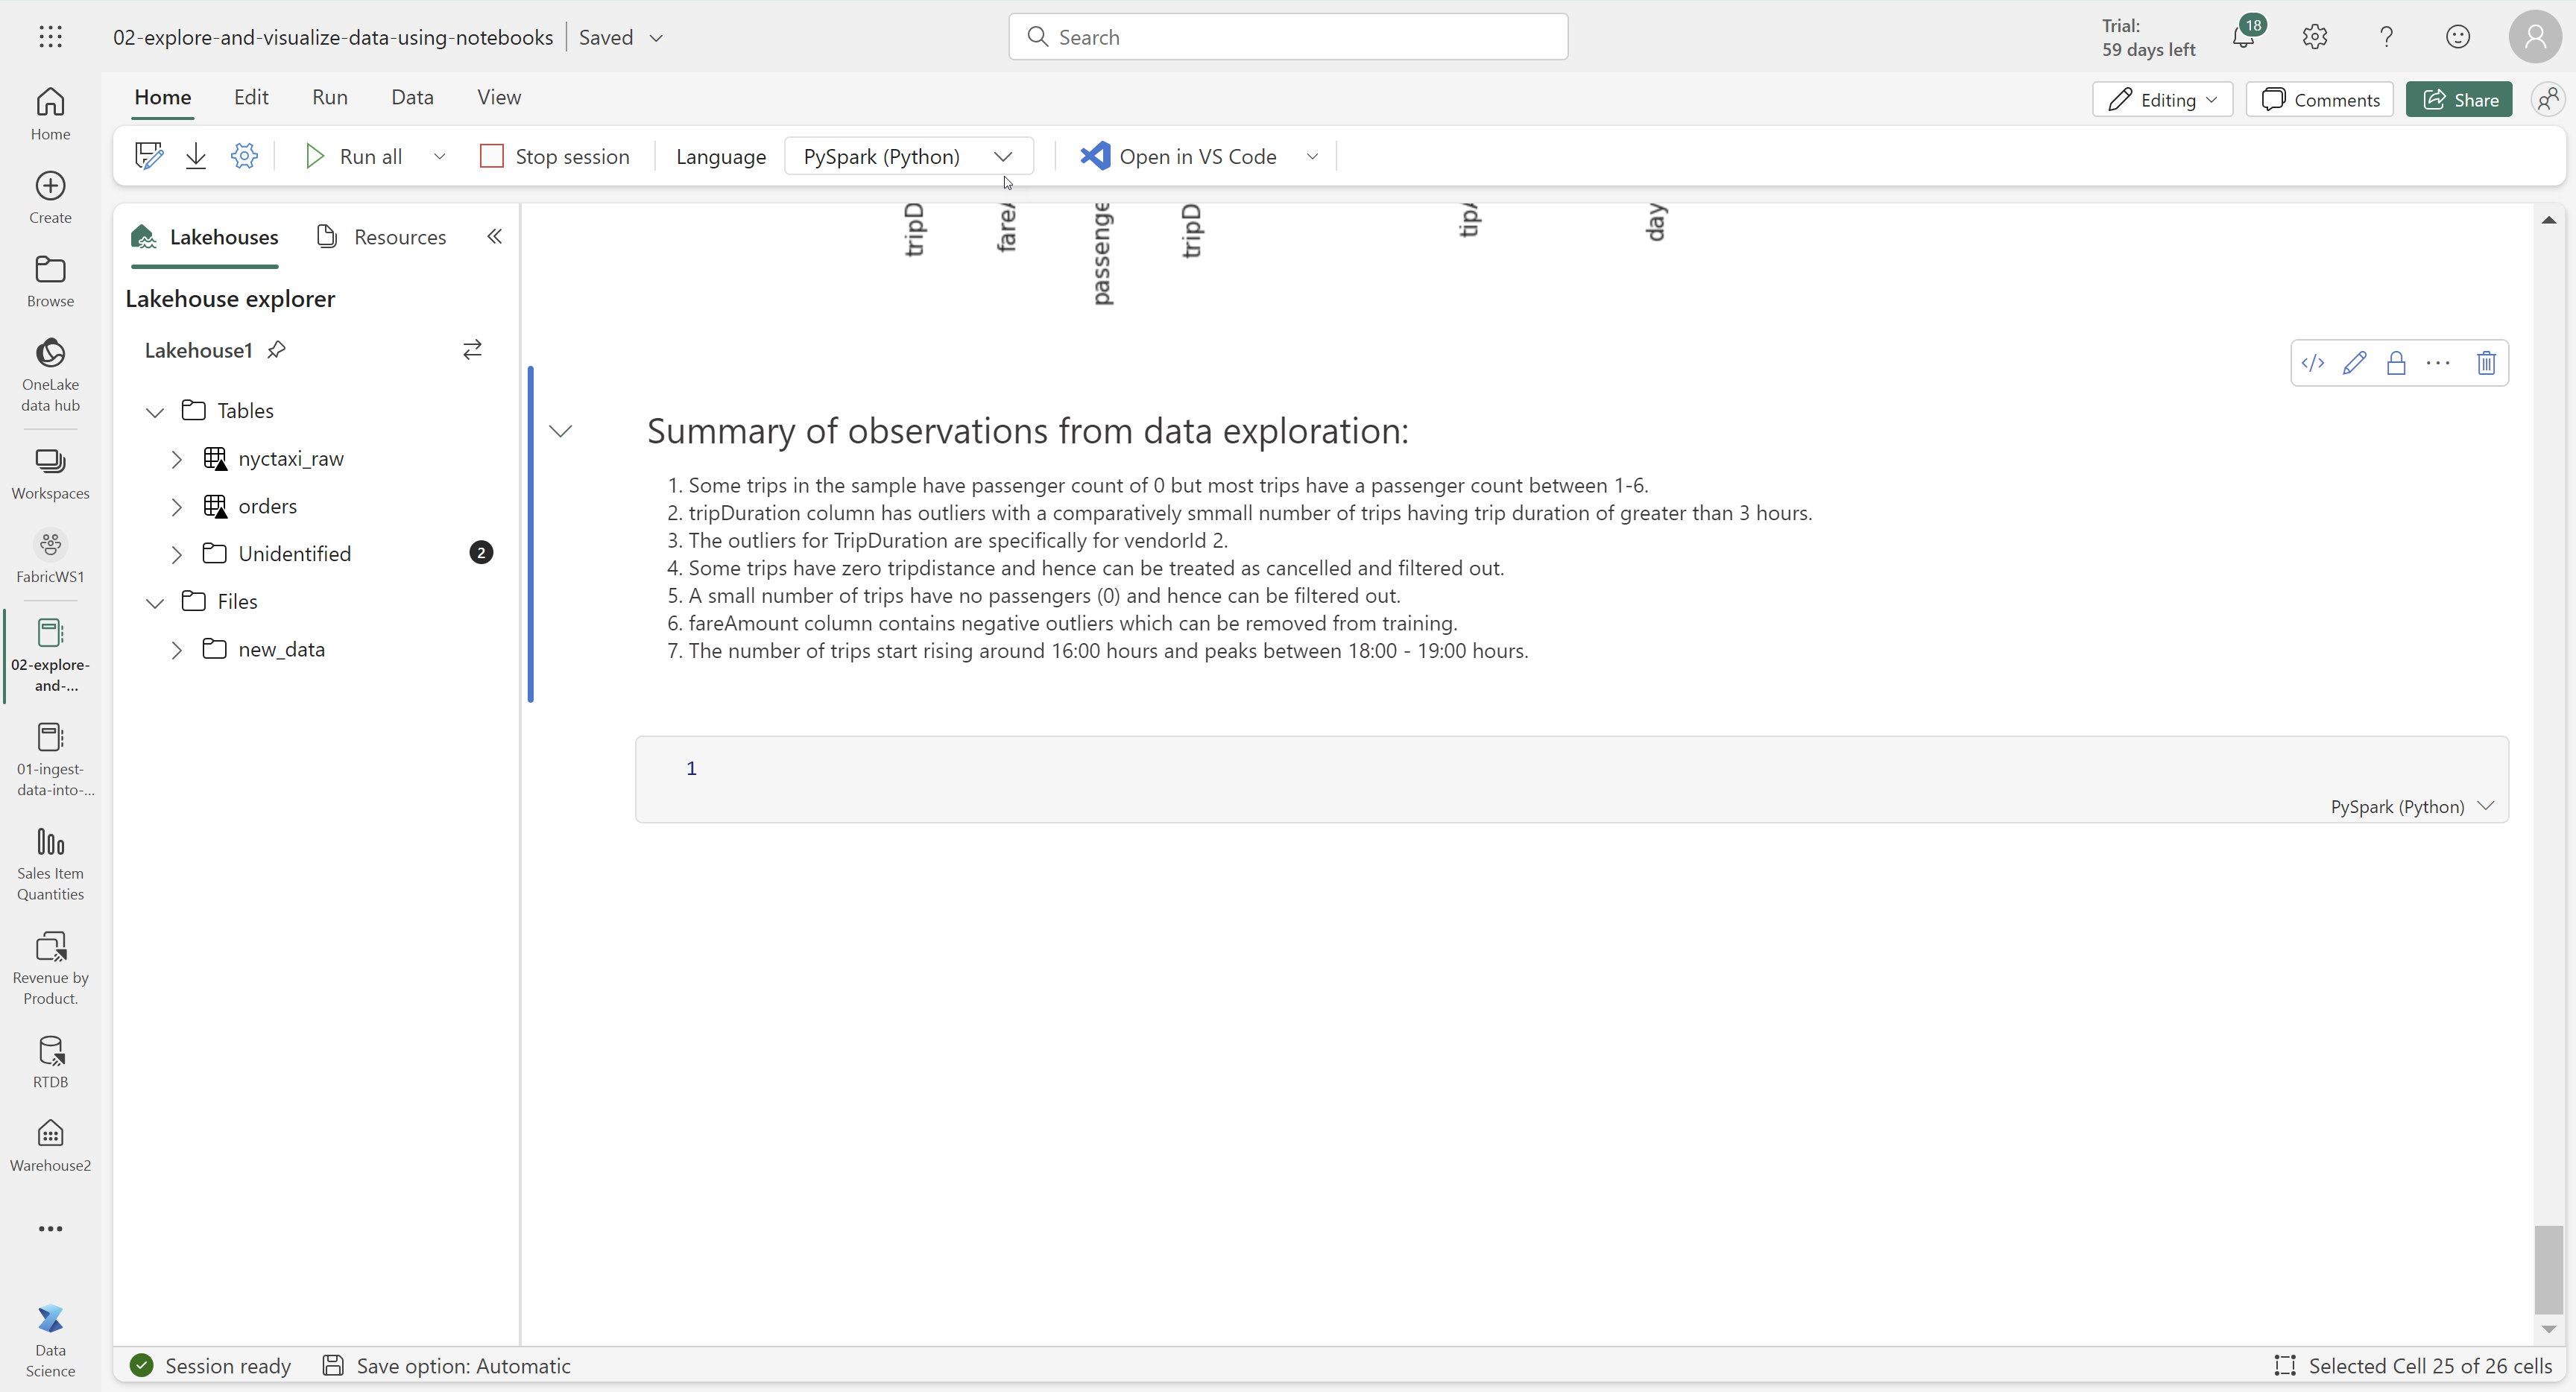 02-explore-and-visualize-data-using-notebooks
Saved
Search
Trial:
59 days left
18
Home
Edit
Run
Data
View
Editing
Comments
Share
Run all
Stop session
Language
PySpark (Python)
Open in VS Code
Home
Create
Browse
OneLake
data hub
Workspaces
FabricWS1
02-explore-
and-...
01-ingest-
data-into-...
Sales Item
Quantities
Revenue by
Product.
RTDB
Warehouse2
Data
Science
Lakehouses
Resources
Lakehouse explorer
Lakehouse1
Tables
nyctaxi_raw
orders
Unidentified
2
Files
new_data
tripD
fareA
passenge
tripD
tipA
day
Summary of observations from data exploration:
1. Some trips in the sample have passenger count of 0 but most trips have a passenger count between 1-6.
2. tripDuration column has outliers with a comparatively smmall number of trips having trip duration of greater than 3 hours.
3. The outliers for TripDuration are specifically for vendorId 2.
4. Some trips have zero tripdistance and hence can be treated as cancelled and filtered out.
5. A small number of trips have no passengers (0) and hence can be filtered out.
6. fareAmount column contains negative outliers which can be removed from training.
7. The number of trips start rising around 16:00 hours and peaks between 18:00 - 19:00 hours.
1
PySpark (Python)
Session ready
Save option: Automatic
Selected Cell 25 of 26 cells